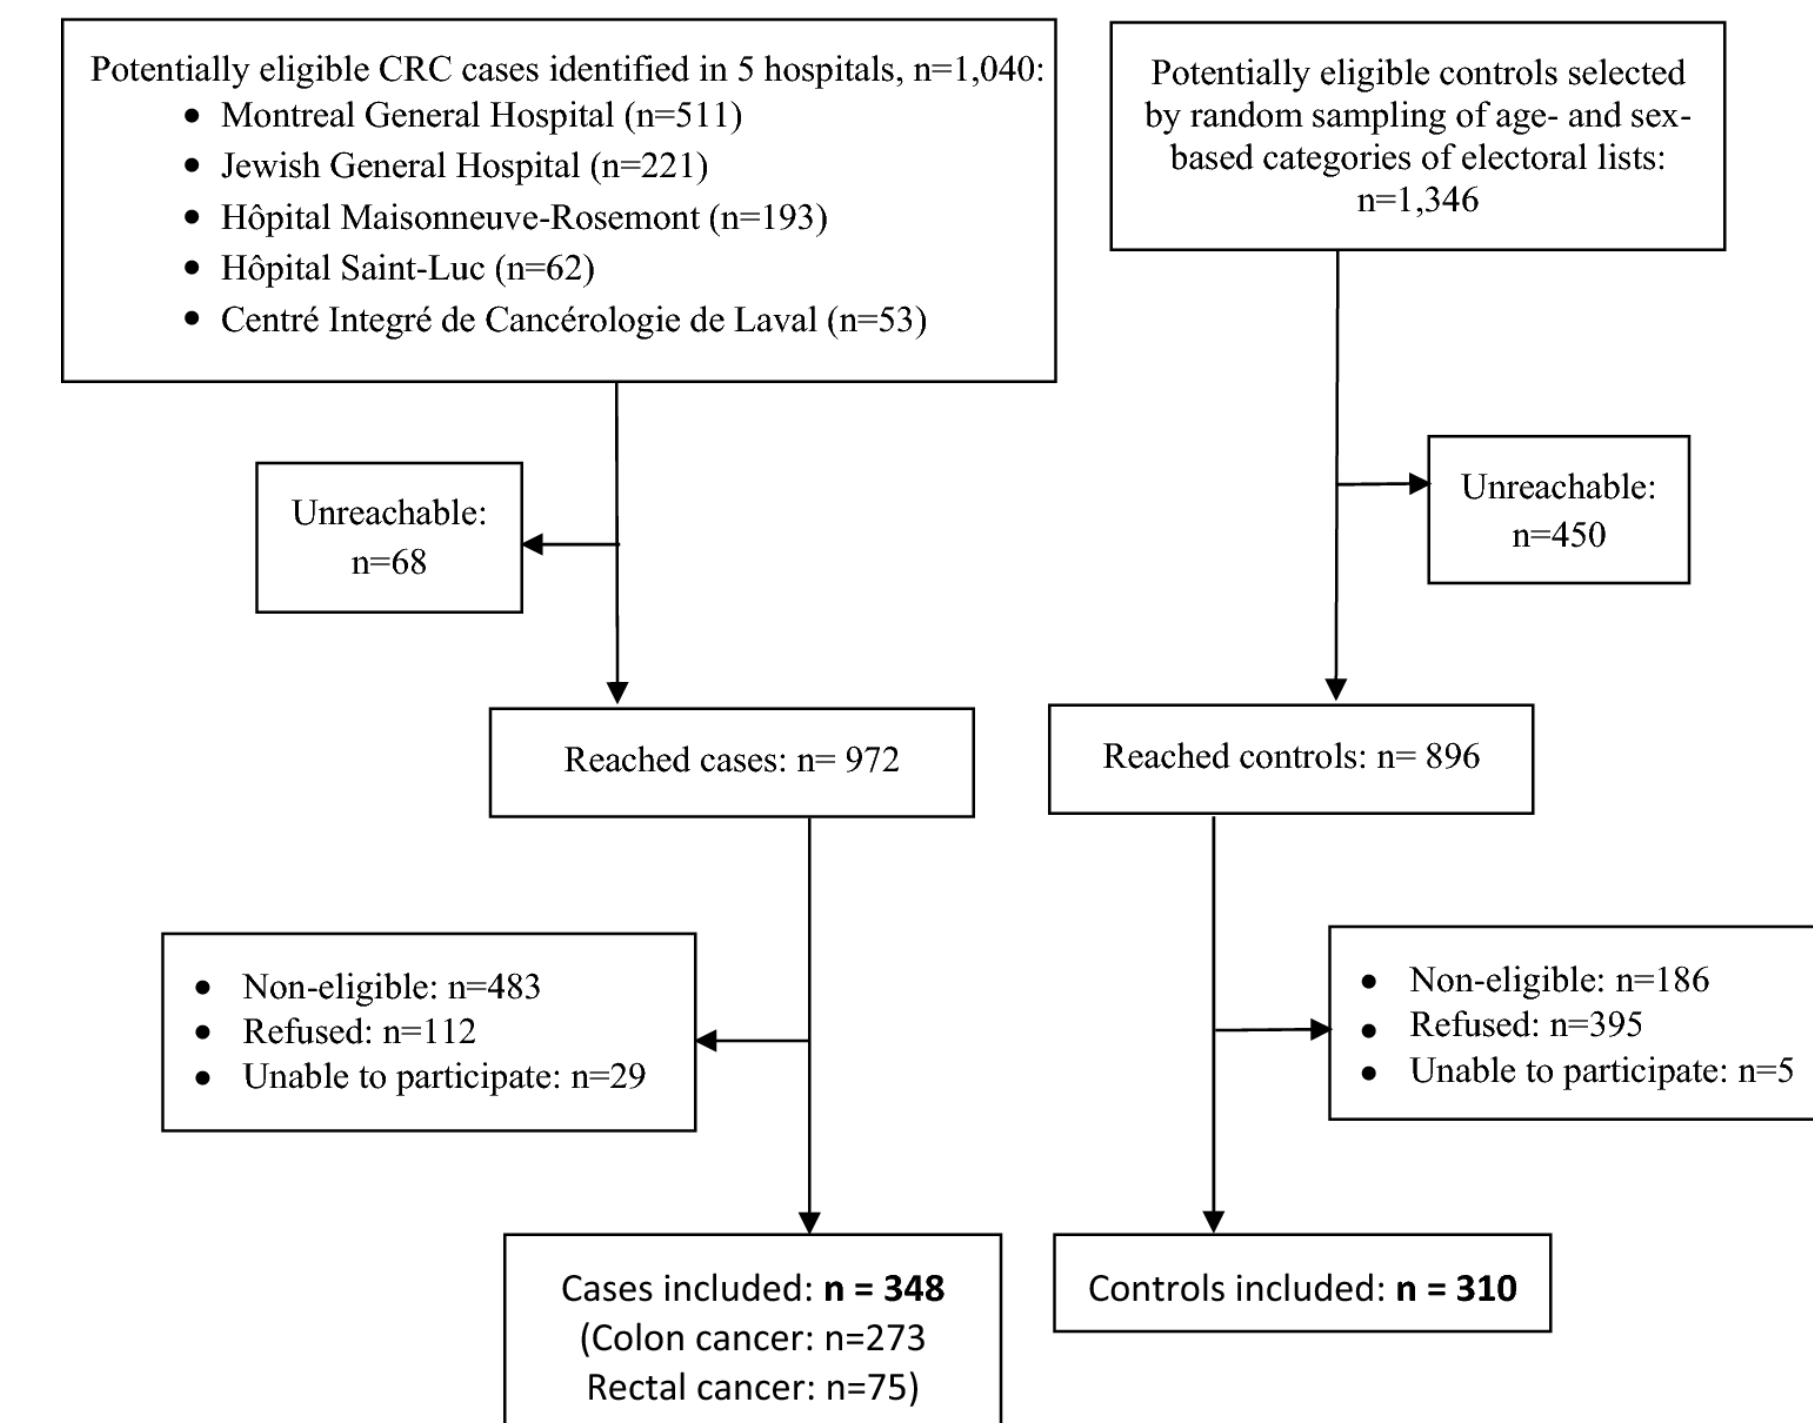 Potentially eligible CRC cases identified in 5 hospitals, n=1,040:
• Montreal General Hospital (n=511)
• Jewish General Hospital (n=221)
• Hôpital Maisonneuve-Rosemont (n=193)
• Hôpital Saint-Luc (n=62)
• Centré Integré de Cancérologie de Laval (n=53)
Potentially eligible controls selected
by random sampling of age- and sex-
based categories of electoral lists:
n=1,346
Unreachable:
n=68
Unreachable:
n=450
Reached cases: n= 972
Reached controls: n= 896
• Non-eligible: n=483
• Refused: n=112
• Unable to participate: n=29
• Non-eligible: n=186
• Refused: n=395
• Unable to participate: n=5
Cases included: n = 348
(Colon cancer: n=273
Rectal cancer: n=75)
Controls included: n = 310